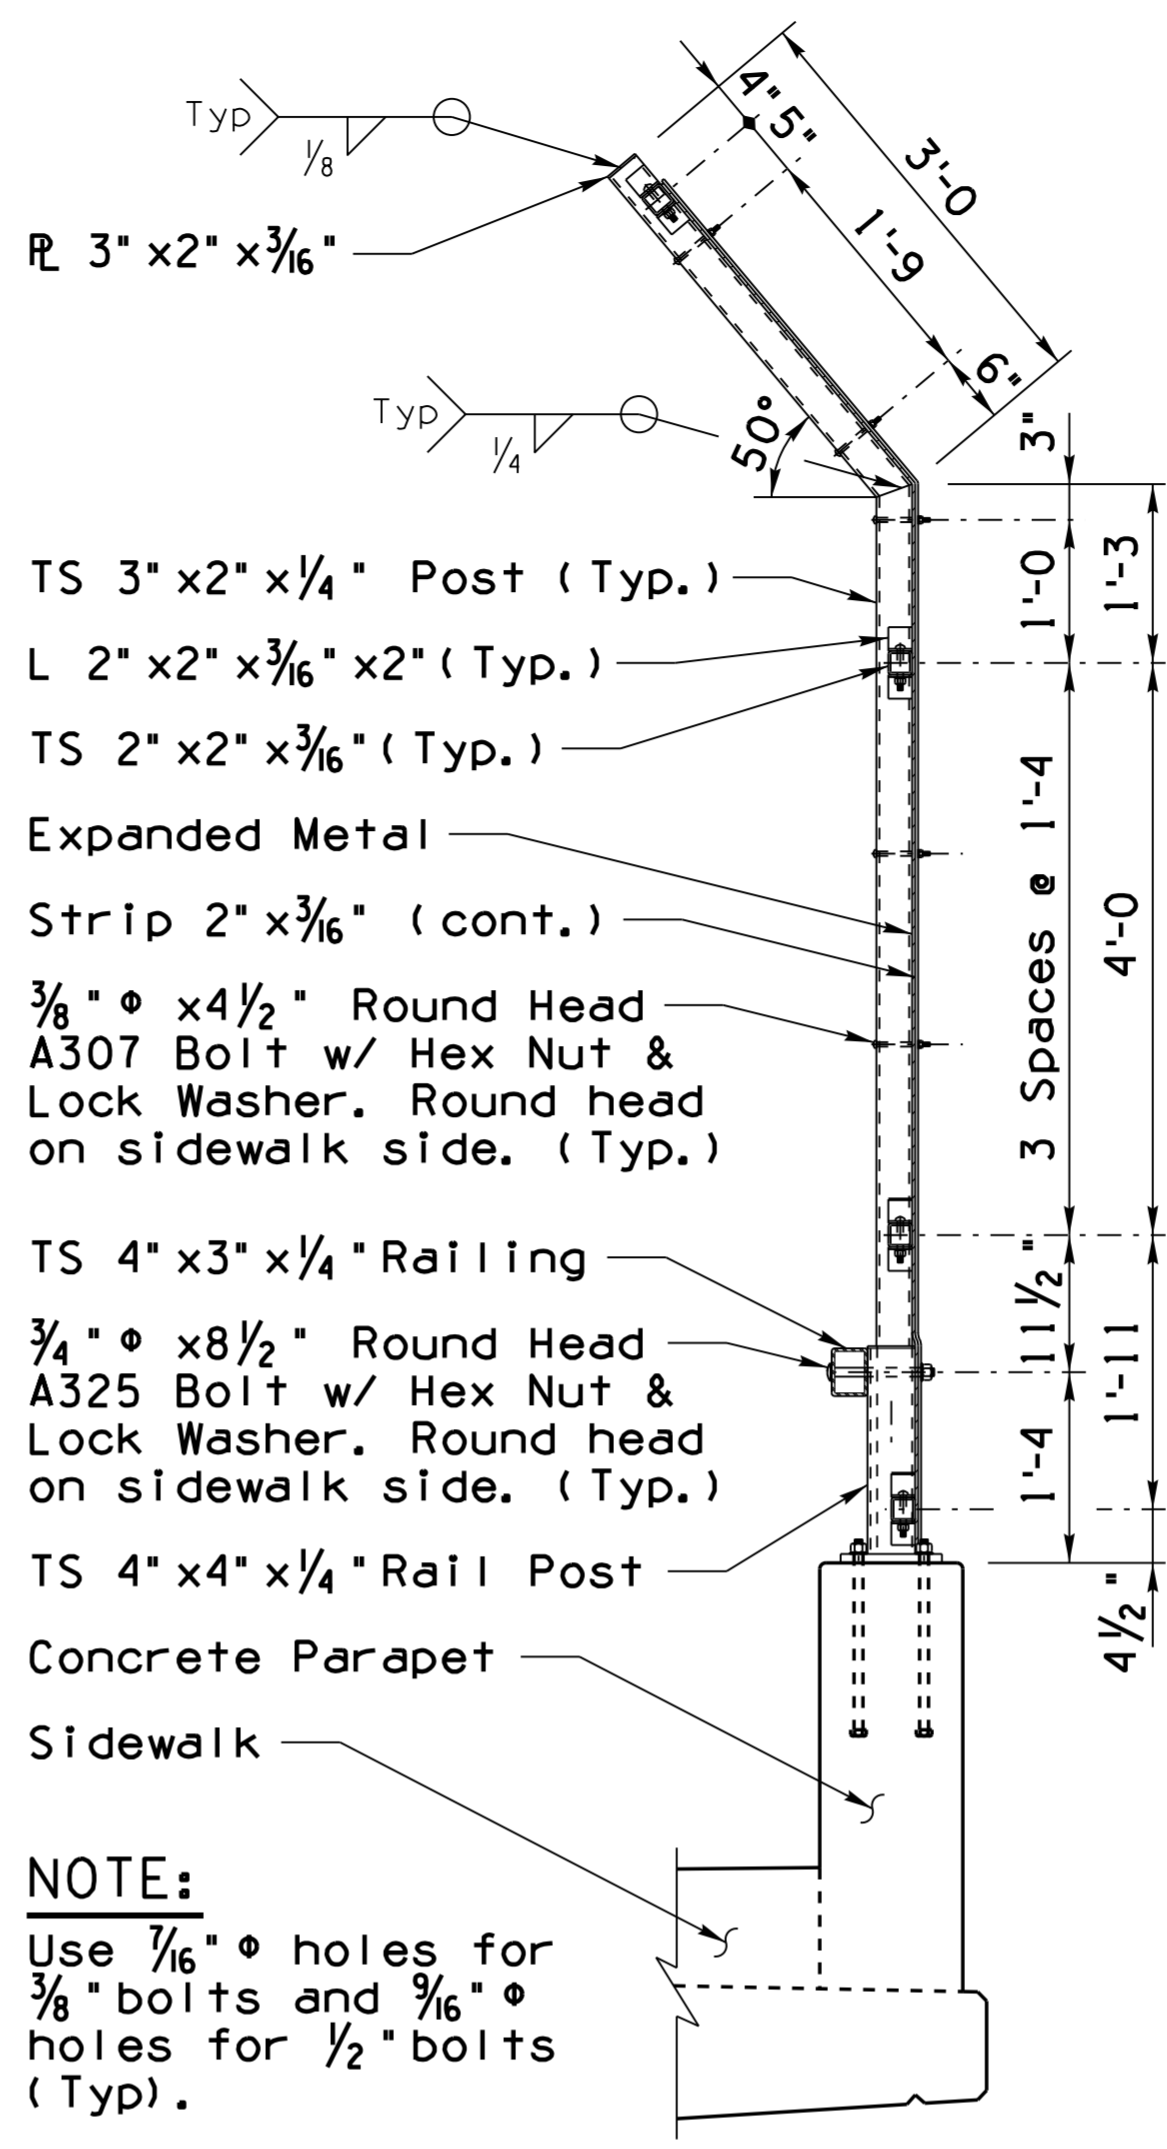 Typ
1/8
4" 5"
3'-0
1'-9
6"
℄ 3" x2" x3/16"
Typ
1/4
50°
3"
TS 3" x2" x1/4" Post (Typ.)
1'-0
1'-3
L 2" x2" x3/16" x2" (Typ.)
TS 2" x2" x3/16" (Typ.)
Expanded Metal
Strip 2" x3/16" (cont.)
3 Spaces @ 1'-4
4'-0
3/8" Φ x4 1/2" Round Head
A307 Bolt w/ Hex Nut &
Lock Washer. Round head
on sidewalk side. (Typ.)
TS 4" x3" x1/4" Railing
11 1/2"
1'-11
3/4" Φ x8 1/2" Round Head
A325 Bolt w/ Hex Nut &
Lock Washer. Round head
on sidewalk side. (Typ.)
1'-4
TS 4" x4" x1/4" Rail Post
4 1/2"
Concrete Parapet
Sidewalk
NOTE:
Use 7/16" Φ holes for
3/8" bolts and 9/16" Φ
holes for 1/2" bolts
(Typ).